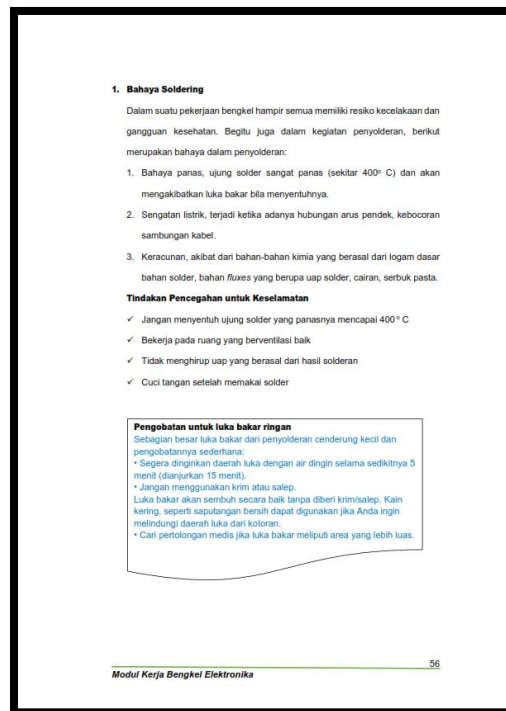 1. Bahaya Soldering
Dalam suatu pekerjaan bengkel hampir semua memiliki resiko kecelakaan dan
gangguan kesehatan. Begitu juga dalam kegiatan penyolderan, berikut
merupakan bahaya dalam penyolderan:
1. Bahaya panas, ujung solder sangat panas (sekitar 400º C) dan akan
mengakibatkan luka bakar bila menyentuhnya.
2. Sengatan listrik, terjadi ketika adanya hubungan arus pendek, kebocoran
sambungan kabel.
3. Keracunan, akibat dari bahan-bahan kimia yang berasal dari logam dasar
bahan solder, bahan fluxes yang berupa uap solder, cairan, serbuk pasta.
Tindakan Pencegahan untuk Keselamatan
✓ Jangan menyentuh ujung solder yang panasnya mencapai 400 º C
✓ Bekerja pada ruang yang berventilasi baik
✓ Tidak menghirup uap yang berasal dari hasil solderan
✓ Cuci tangan setelah memakai solder
Pengobatan untuk luka bakar ringan
Sebagian besar luka bakar dari penyolderan cenderung kecil dan
pengobatannya sederhana:
• Segera dinginkan daerah luka dengan air dingin selama sedikitnya 5
menit (dianjurkan 15 menit).
• Jangan menggunakan krim atau salep.
Luka bakar akan sembuh secara baik tanpa diberi krim/salep. Kain
kering, seperti saputangan bersih dapat digunakan jika Anda ingin
melindungi daerah luka dari kotoran.
• Cari pertolongan medis jika luka bakar meliputi area yang lebih luas.
56
Modul Kerja Bengkel Elektronika